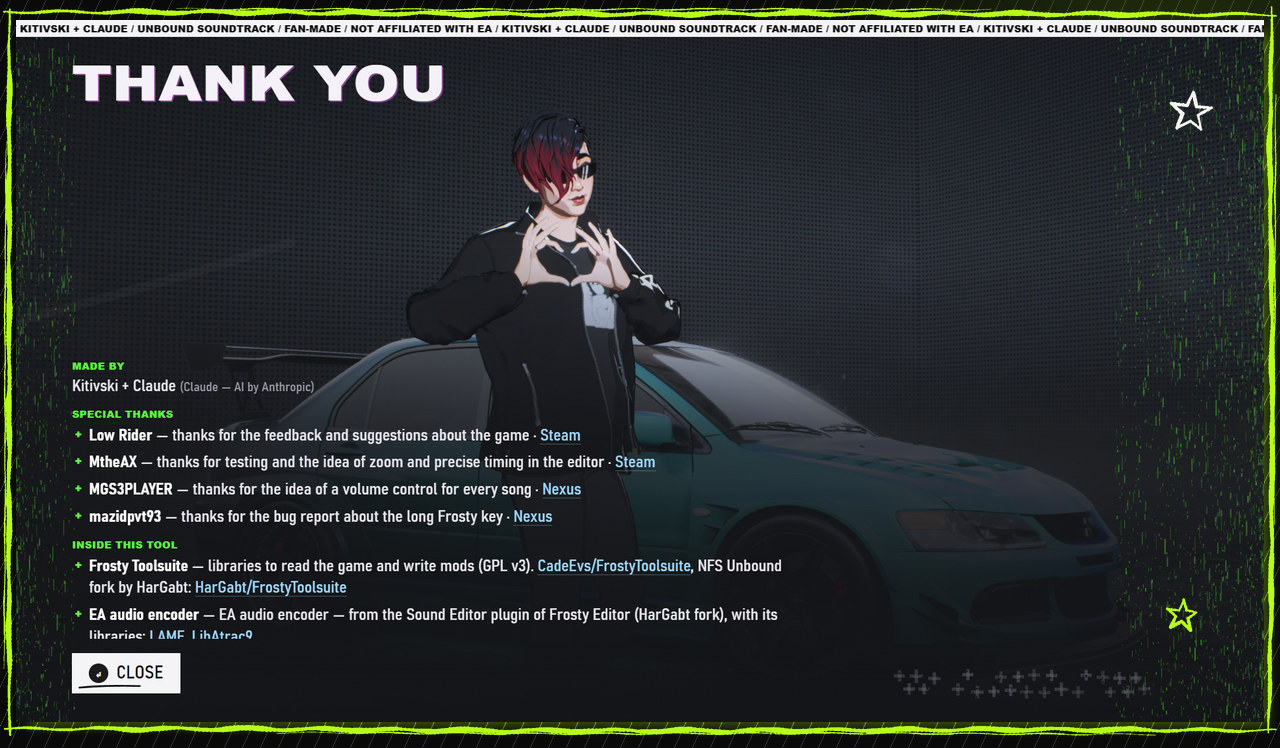 KITIVSKI + CLAUDE / UNBOUND SOUNDTRACK / FAN-MADE / NOT AFFILIATED WITH EA / KITIVSKI + CLAUDE / UNBOUND SOUNDTRACK / FAN-MADE / NOT AFFILIATED WITH EA / KITIVSKI + CLAUDE / UNBOUND SOUNDTRACK / FA
THANK YOU
MADE BY
Kitivski + Claude (Claude — AI by Anthropic)
SPECIAL THANKS
+ Low Rider — thanks for the feedback and suggestions about the game · Steam
+ MtheAX — thanks for testing and the idea of zoom and precise timing in the editor · Steam
+ MGS3PLAYER — thanks for the idea of a volume control for every song · Nexus
+ mazidpvt93 — thanks for the bug report about the long Frosty key · Nexus
INSIDE THIS TOOL
+ Frosty Toolsuite — libraries to read the game and write mods (GPL v3). CadeEvs/FrostyToolsuite, NFS Unbound
fork by HarGabt: HarGabt/FrostyToolsuite
+ EA audio encoder — EA audio encoder — from the Sound Editor plugin of Frosty Editor (HarGabt fork), with its
libraries: LAME, LibAtrac9
CLOSE